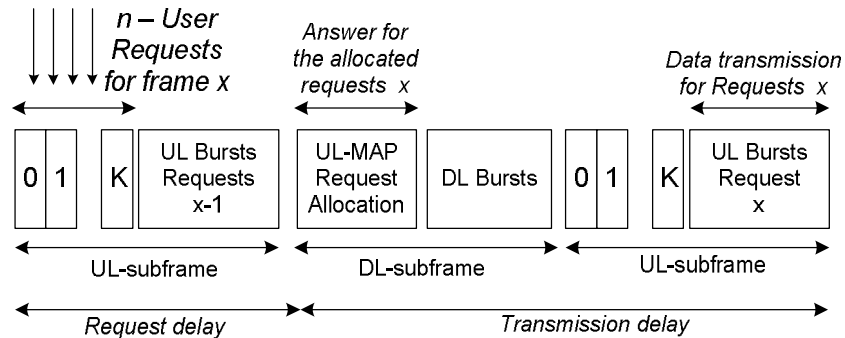 n – User
Requests
for frame x
Answer for
the allocated
requests x
Data transmission
for Requests x
0 1 K
UL Bursts
Requests
x-1
UL-MAP
Request
Allocation
DL Bursts
0 1 K
UL Bursts
Request
x
UL-subframe
DL-subframe
UL-subframe
Request delay
Transmission delay